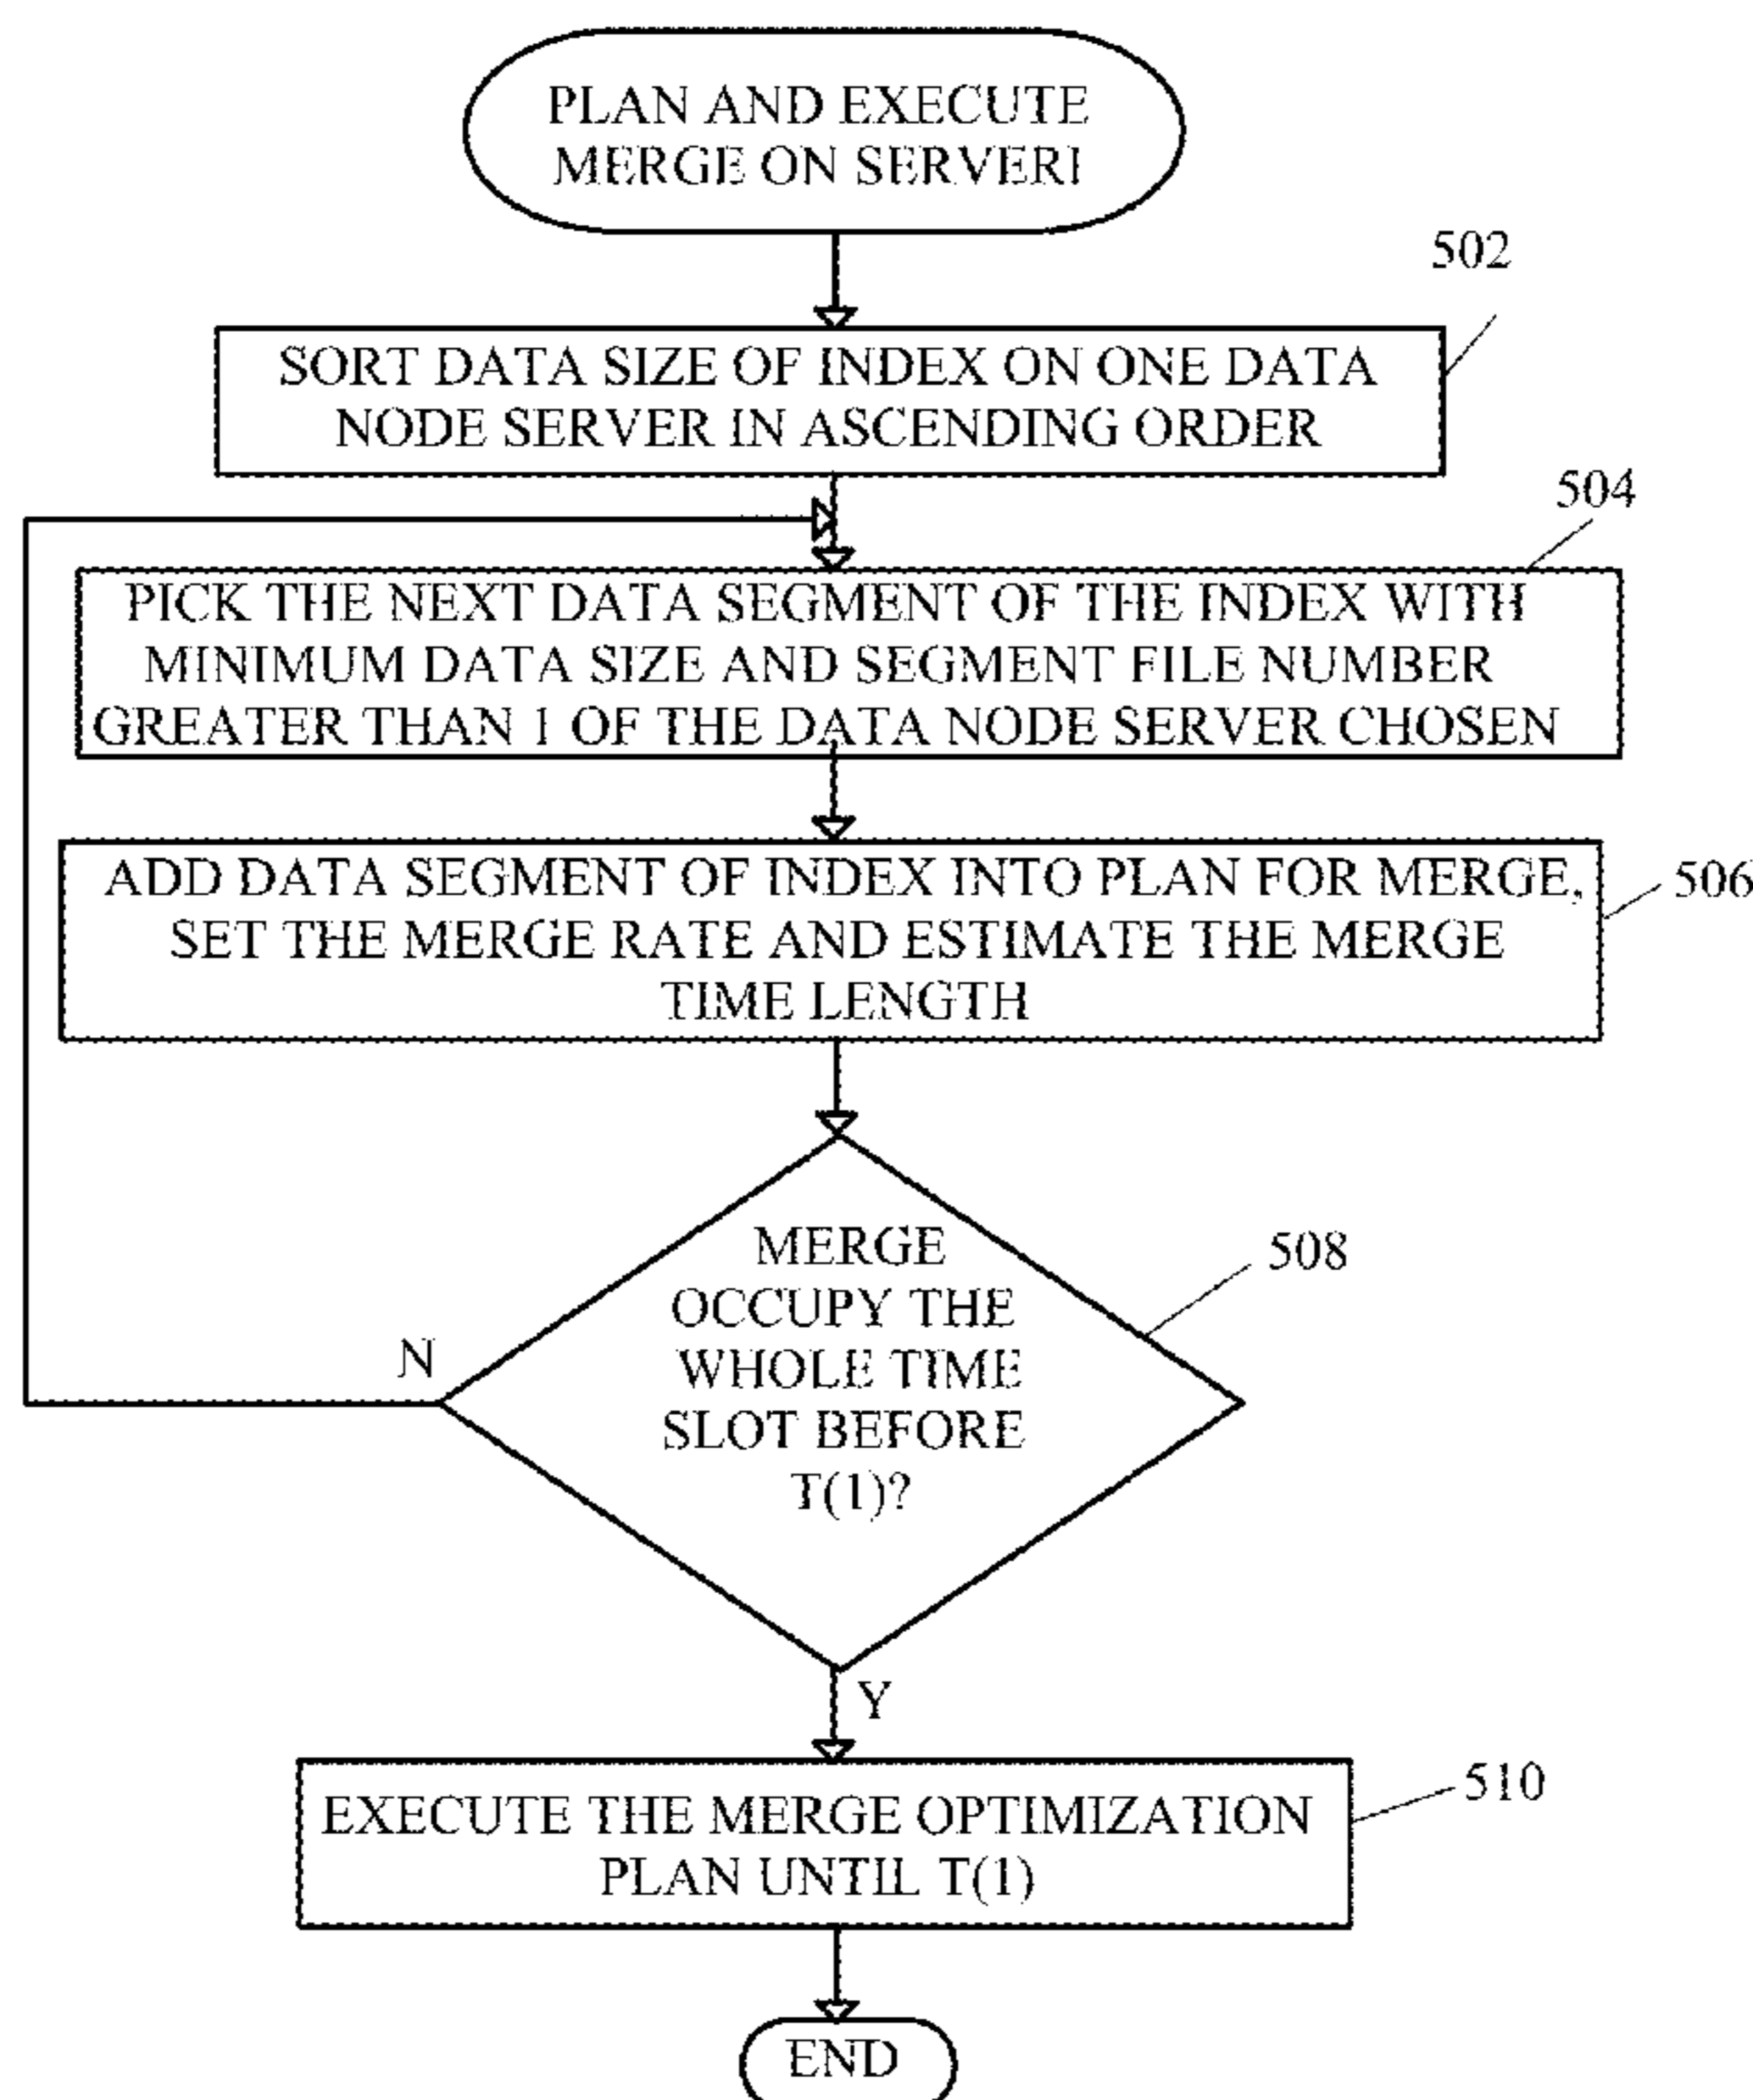 PLAN AND EXECUTE
MERGE ON SERVERI
502
SORT DATA SIZE OF INDEX ON ONE DATA
NODE SERVER IN ASCENDING ORDER
504
PICK THE NEXT DATA SEGMENT OF THE INDEX WITH
MINIMUM DATA SIZE AND SEGMENT FILE NUMBER
GREATER THAN 1 OF THE DATA NODE SERVER CHOSEN
ADD DATA SEGMENT OF INDEX INTO PLAN FOR MERGE,
506
SET THE MERGE RATE AND ESTIMATE THE MERGE
TIME LENGTH
MERGE
508
OCCUPY THE
WHOLE TIME
N
SLOT BEFORE
T(1)?
Y
510
EXECUTE THE MERGE OPTIMIZATION
PLAN UNTIL T(1)
END